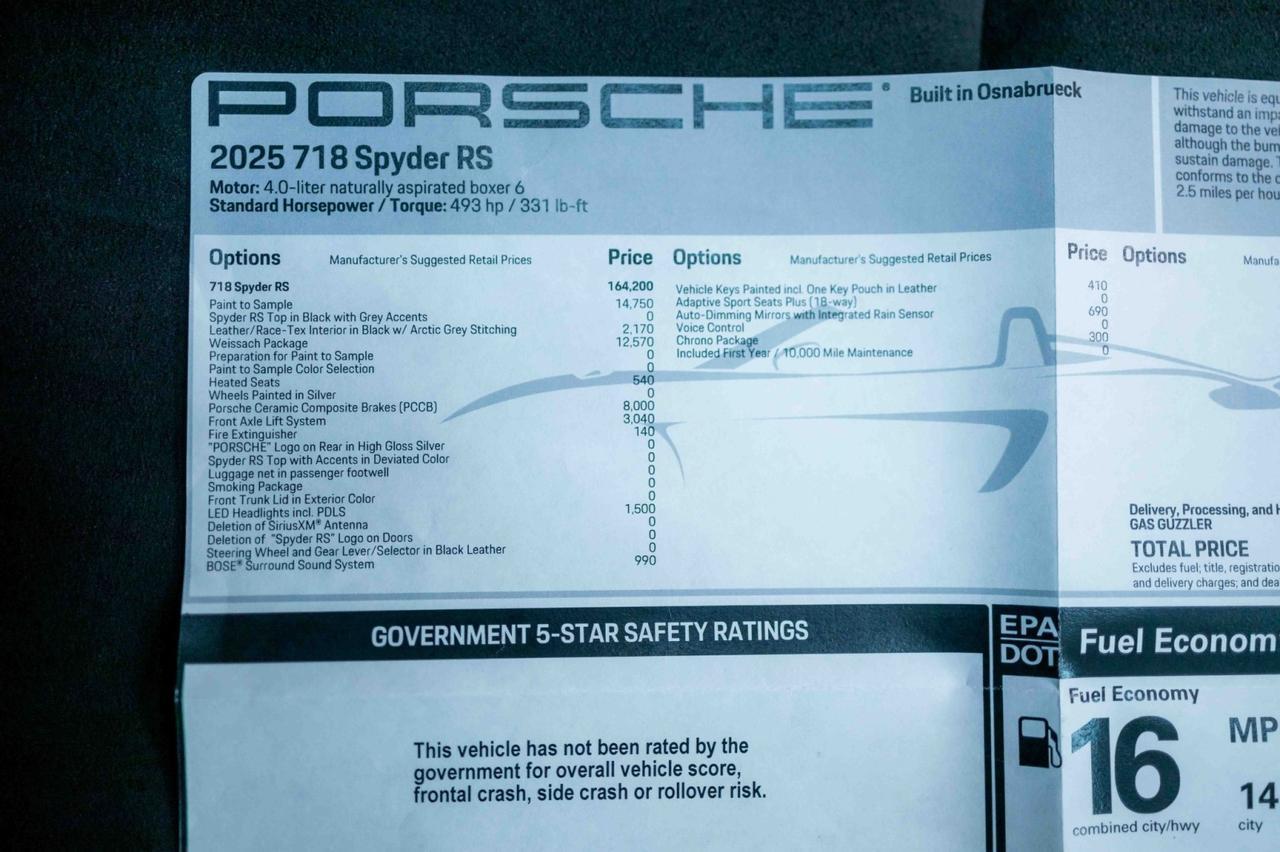 PORSCHE® Built in Osnabrueck
2025 718 Spyder RS
Motor: 4.0-liter naturally aspirated boxer 6
Standard Horsepower / Torque: 493 hp / 331 lb-ft
This vehicle is equ
withstand an impa
damage to the veh
although the bum
sustain damage. T
conforms to the c
2.5 miles per hou
Options Manufacturer's Suggested Retail Prices Price
718 Spyder RS 164,200
Paint to Sample 14,750
Spyder RS Top in Black with Grey Accents 0
Leather/Race-Tex Interior in Black w/ Arctic Grey Stitching 2,170
Weissach Package 12,570
Preparation for Paint to Sample 0
Paint to Sample Color Selection 0
Heated Seats 540
Wheels Painted in Silver 0
Porsche Ceramic Composite Brakes (PCCB) 8,000
Front Axle Lift System 3,040
Fire Extinguisher 140
"PORSCHE" Logo on Rear in High Gloss Silver 0
Spyder RS Top with Accents in Deviated Color 0
Luggage net in passenger footwell 0
Smoking Package 0
Front Trunk Lid in Exterior Color 0
LED Headlights incl. PDLS 1,500
Deletion of SiriusXM® Antenna 0
Deletion of "Spyder RS" Logo on Doors 0
Steering Wheel and Gear Lever/Selector in Black Leather 0
BOSE® Surround Sound System 990
Options Manufacturer's Suggested Retail Prices Price
Vehicle Keys Painted incl. One Key Pouch in Leather 410
Adaptive Sport Seats Plus (18-way) 0
Auto-Dimming Mirrors with Integrated Rain Sensor 690
Voice Control 0
Chrono Package 300
Included First Year / 10,000 Mile Maintenance 0
Options Manufa
Delivery, Processing, and H
GAS GUZZLER
TOTAL PRICE
Excludes fuel; title, registratio
and delivery charges; and dea
GOVERNMENT 5-STAR SAFETY RATINGS
This vehicle has not been rated by the
government for overall vehicle score,
frontal crash, side crash or rollover risk.
EPA
DOT
Fuel Econom
Fuel Economy
16 MP
combined city/hwy
14
city